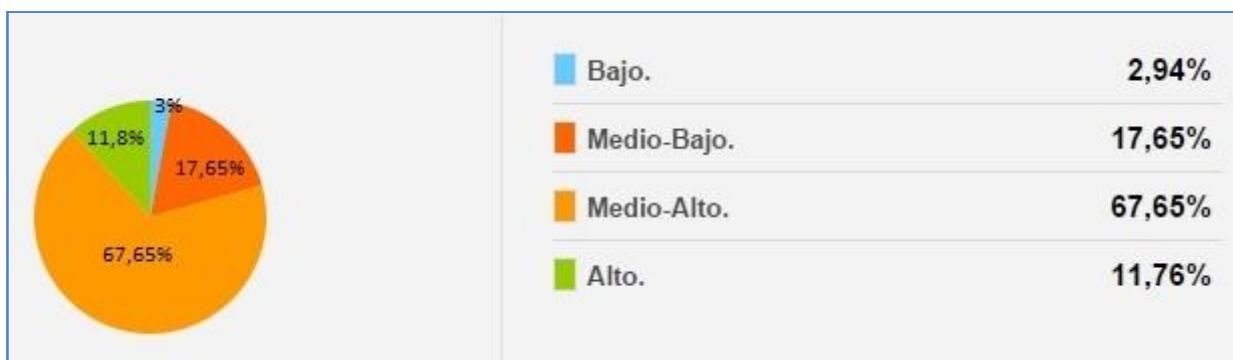 3%
11,8%
17,65%
67,65%
Bajo. 2,94%
Medio-Bajo. 17,65%
Medio-Alto. 67,65%
Alto. 11,76%